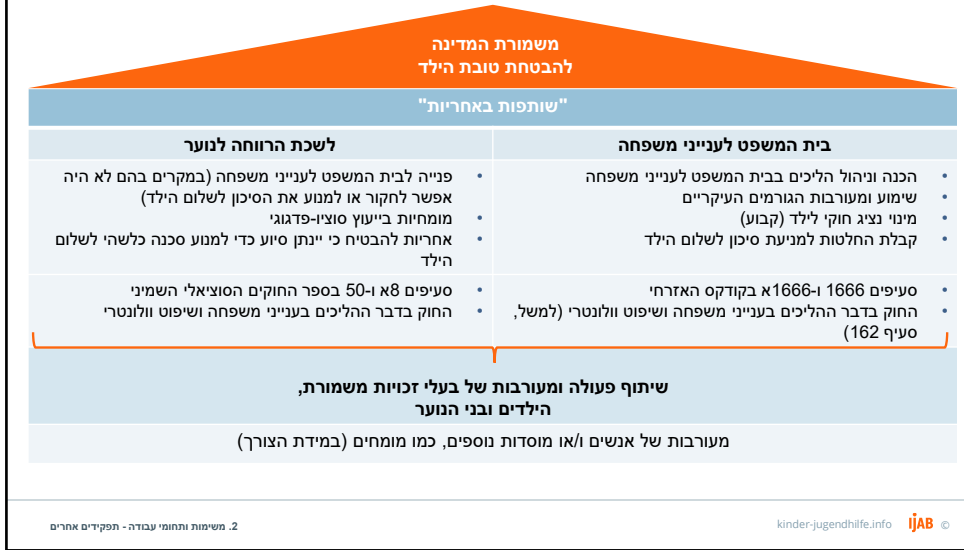 משמורת המדינה
להבטחת טובת הילד
"שותפות באחריות"
בית המשפט לענייני משפחה
• הכנה וניהול הליכים בבית המשפט לענייני משפחה
• שימוע ומעורבות הגורמים העיקריים
• מינוי נציג חוקי לילד (קבוע)
• קבלת החלטות למניעת סיכון לשלום הילד
לשכת הרווחה לנוער
• פנייה לבית המשפט לענייני משפחה (במקרים בהם לא היה
אפשר לחקור או למנוע את הסיכון לשלום הילד)
• מומחיות בייעוץ סוציו-פדגוגי
• אחריות להבטיח כי יינתן סיוע כדי למנוע סכנה כלשהי לשלום
הילד
• סעיפים 1666 ו-1666א בקודקס האזרחי
• החוק בדבר ההליכים בענייני משפחה ושיפוט וולונטרי (למשל,
סעיף 162)
• סעיפים 8א ו-50 בספר החוקים הסוציאלי השמיני
• החוק בדבר ההליכים בענייני משפחה ושיפוט וולונטרי
שיתוף פעולה ומעורבות של בעלי זכויות משמורת,
הילדים ובני הנוער
מעורבות של אנשים ו/או מוסדות נוספים, כמו מומחים (במידת הצורך)
2. משימות ותחומי עבודה - תפקידים אחרים
kinder-jugendhilfe.info IJAB ©